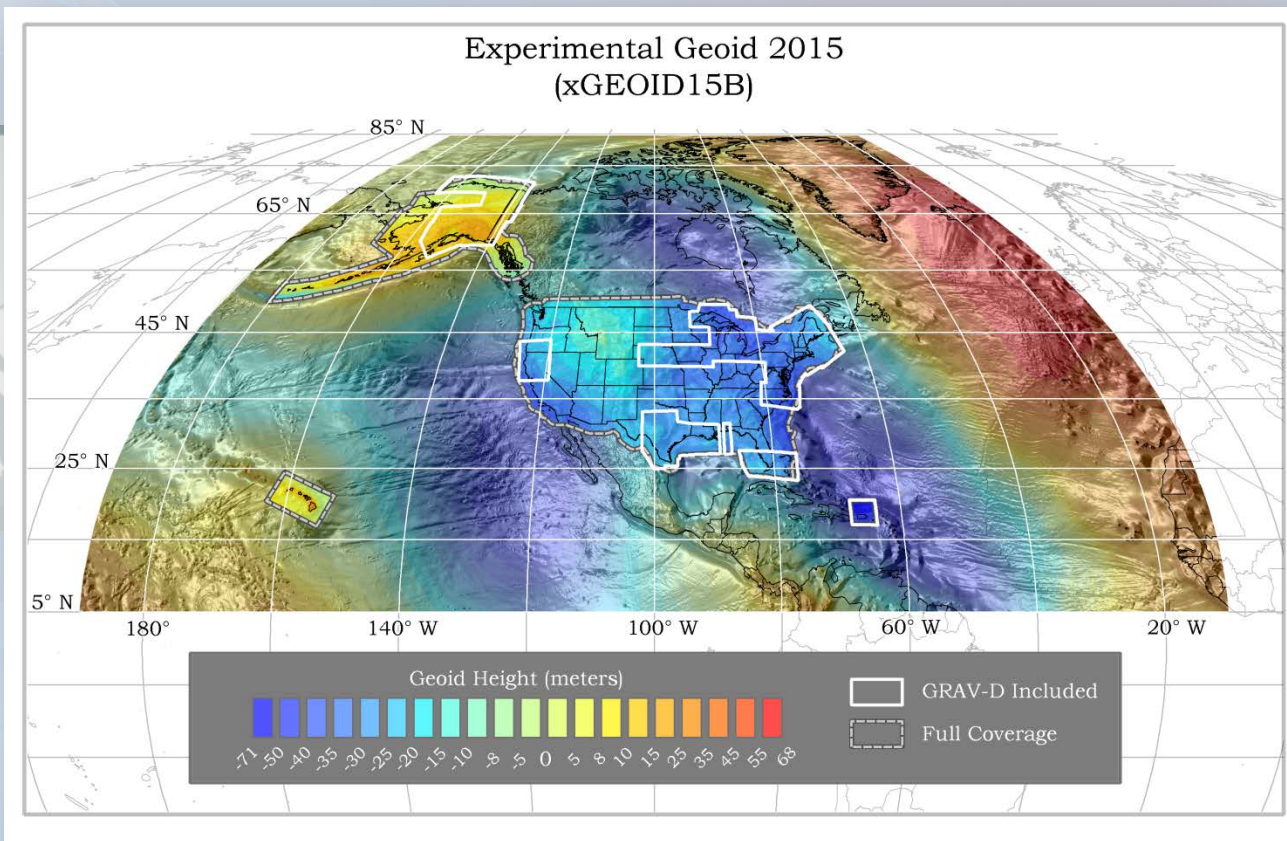 Experimental Geoid 2015
(xGEOID15B)
85° N
65° N
45° N
25° N
5° N
180° 140° W 100° W 60° W 20° W
Geoid Height (meters)
-71 -50 -40 -35 -30 -25 -20 -15 -10 -8 -5 0 5 8 10 15 25 35 45 55 68
GRAV-D Included
Full Coverage